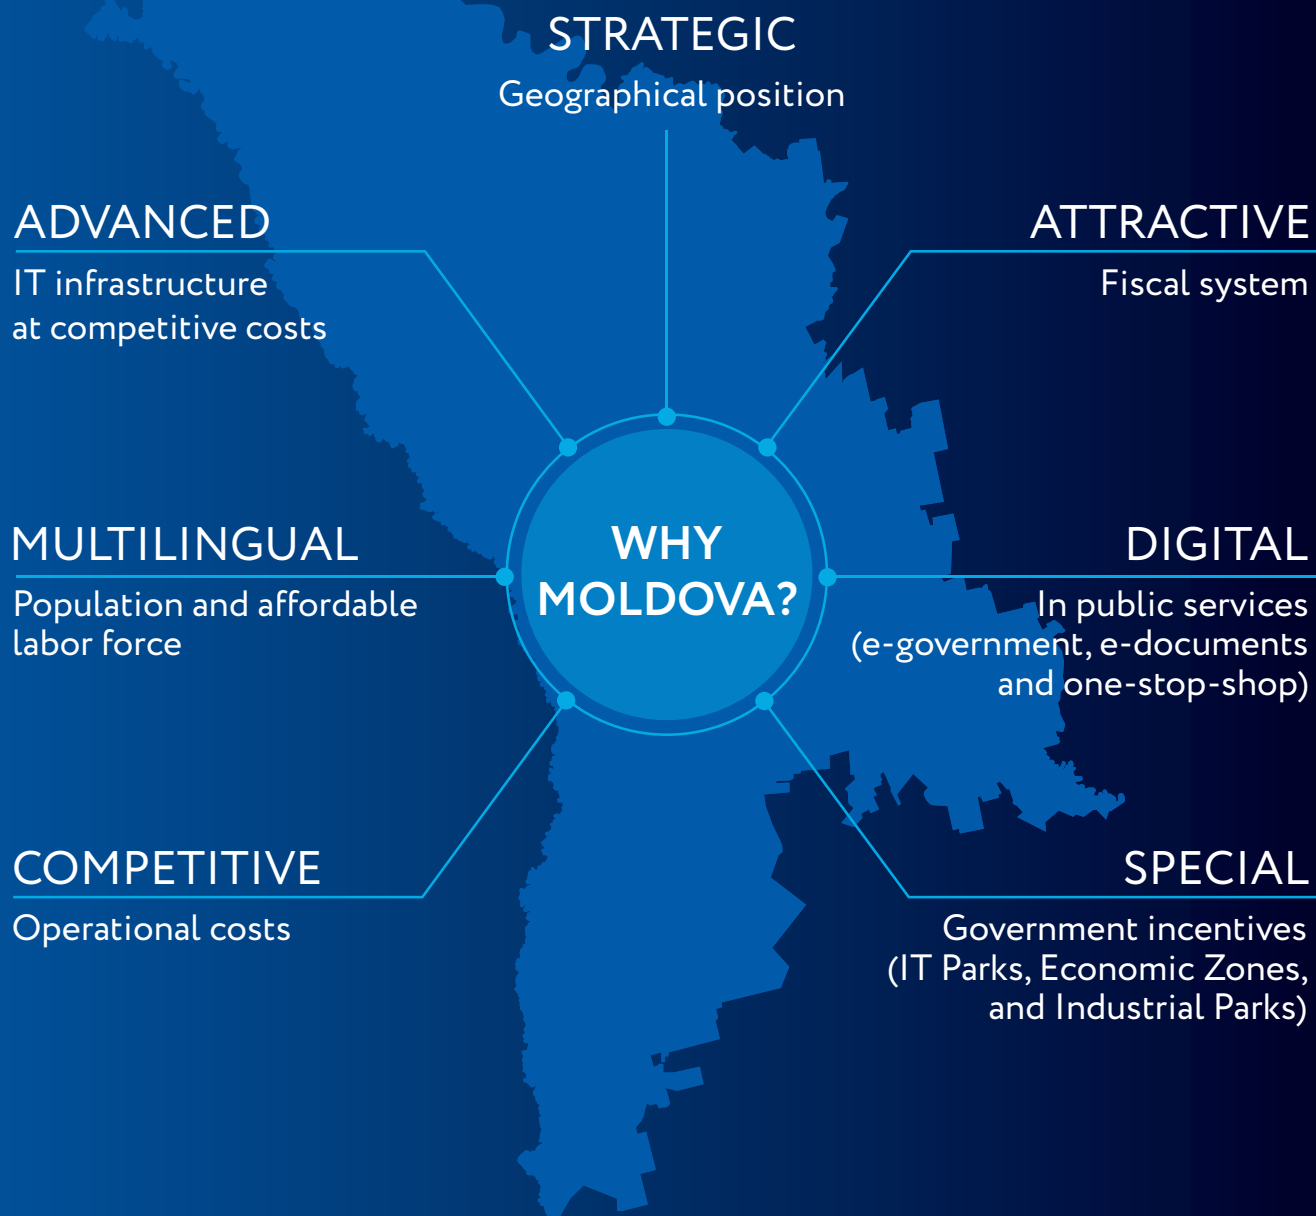 STRATEGIC
Geographical position
ADVANCED
IT infrastructure
at competitive costs
ATTRACTIVE
Fiscal system
WHY
MOLDOVA?
MULTILINGUAL
Population and affordable
labor force
DIGITAL
In public services
(e-government, e-documents
and one-stop-shop)
COMPETITIVE
Operational costs
SPECIAL
Government incentives
(IT Parks, Economic Zones,
and Industrial Parks)